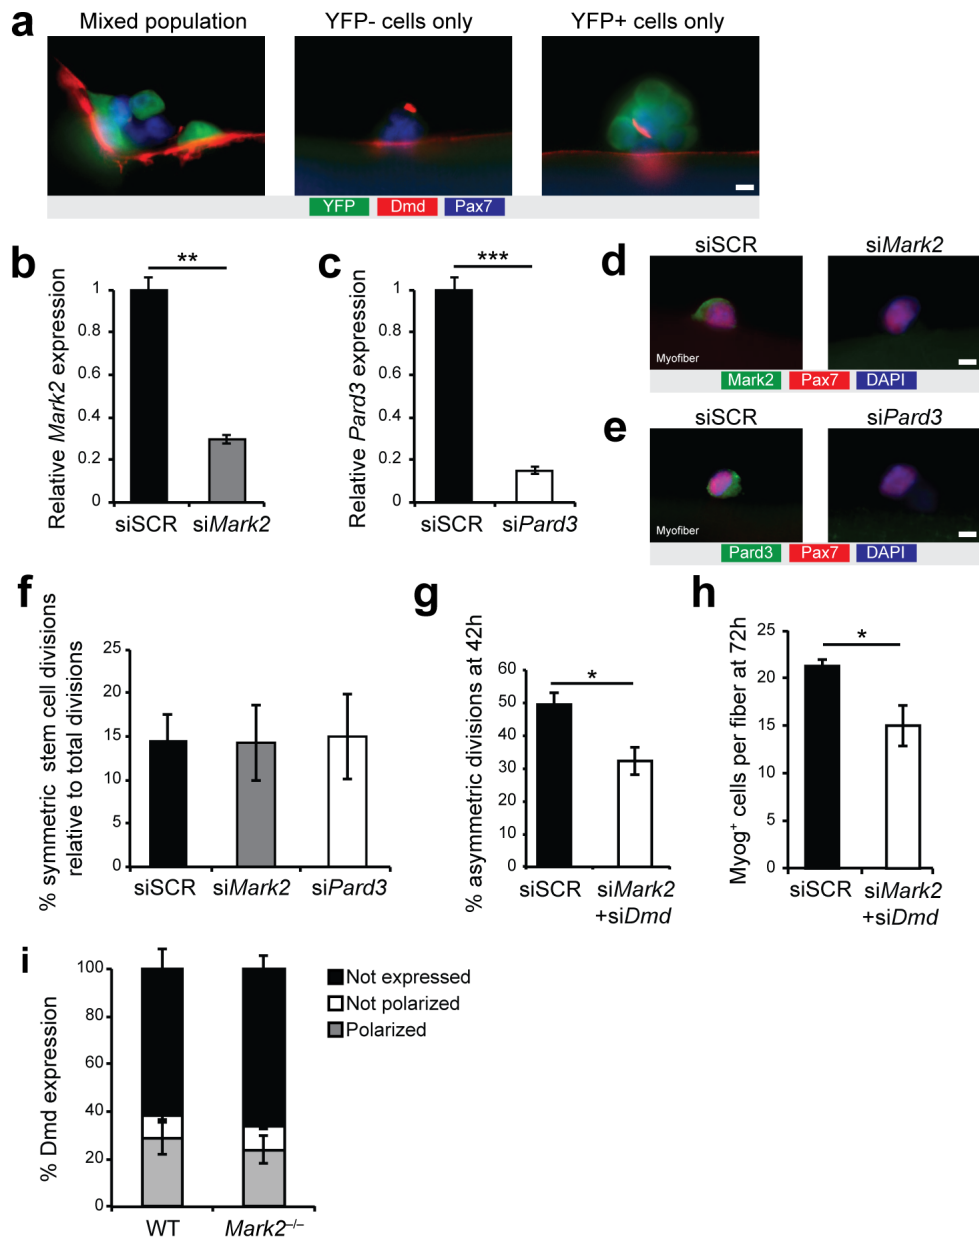 a
Mixed population
YFP- cells only
YFP+ cells only
YFP
Dmd
Pax7
b
Relative Mark2 expression
**
1
0.8
0.6
0.4
0.2
0
siSCR
siMark2
c
Relative Pard3 expression
***
1
0.8
0.6
0.4
0.2
0
siSCR
siPard3
d
siSCR
siMark2
Myofiber
Mark2
Pax7
DAPI
e
siSCR
siPard3
Myofiber
Pard3
Pax7
DAPI
f
% symmetric stem cell divisions
relative to total divisions
25
20
15
10
5
0
siSCR
siMark2
siPard3
g
% asymmetric divisions at 42h
*
60
50
40
30
20
10
0
siSCR
siMark2
+siDmd
h
Myog⁺ cells per fiber at 72h
*
25
20
15
10
5
0
siSCR
siMark2
+siDmd
i
% Dmd expression
100
80
60
40
20
0
WT
Mark2⁻/⁻
Not expressed
Not polarized
Polarized